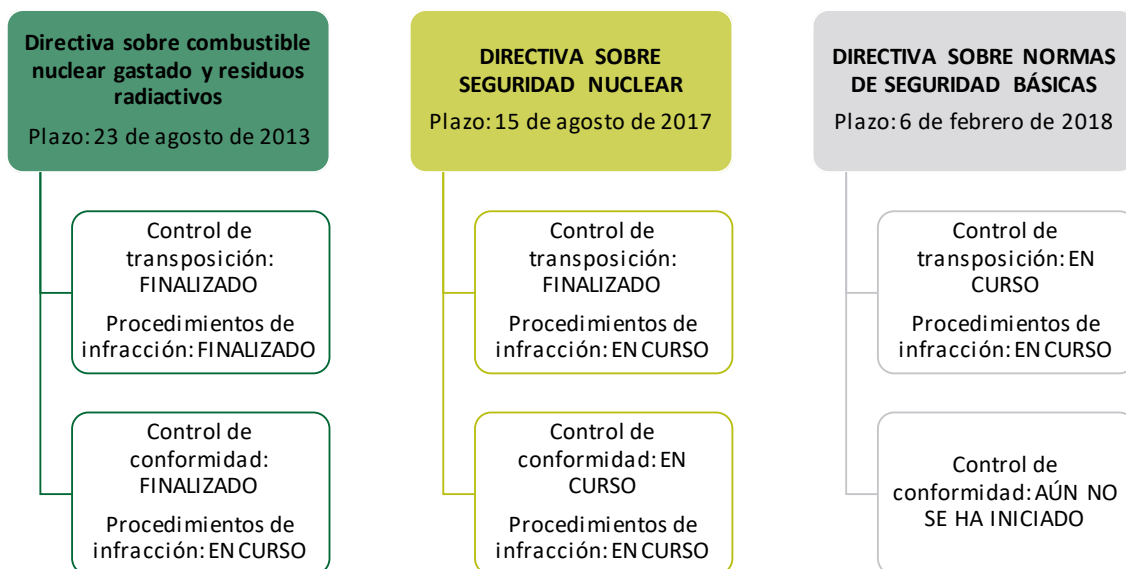 Directiva sobre combustible
nuclear gastado y residuos
radiactivos
Plazo: 23 de agosto de 2013
Control de
transposición:
FINALIZADO
Procedimientos de
infracción: FINALIZADO
Control de
conformidad:
FINALIZADO
Procedimientos de
infracción: EN CURSO
DIRECTIVA SOBRE
SEGURIDAD NUCLEAR
Plazo: 15 de agosto de 2017
Control de
transposición:
FINALIZADO
Procedimientos de
infracción: EN CURSO
Control de
conformidad: EN
CURSO
Procedimientos de
infracción: EN CURSO
DIRECTIVA SOBRE NORMAS
DE SEGURIDAD BÁSICAS
Plazo: 6 de febrero de 2018
Control de
transposición: EN
CURSO
Procedimientos de
infracción: EN CURSO
Control de
conformidad: AÚN NO
SE HA INICIADO